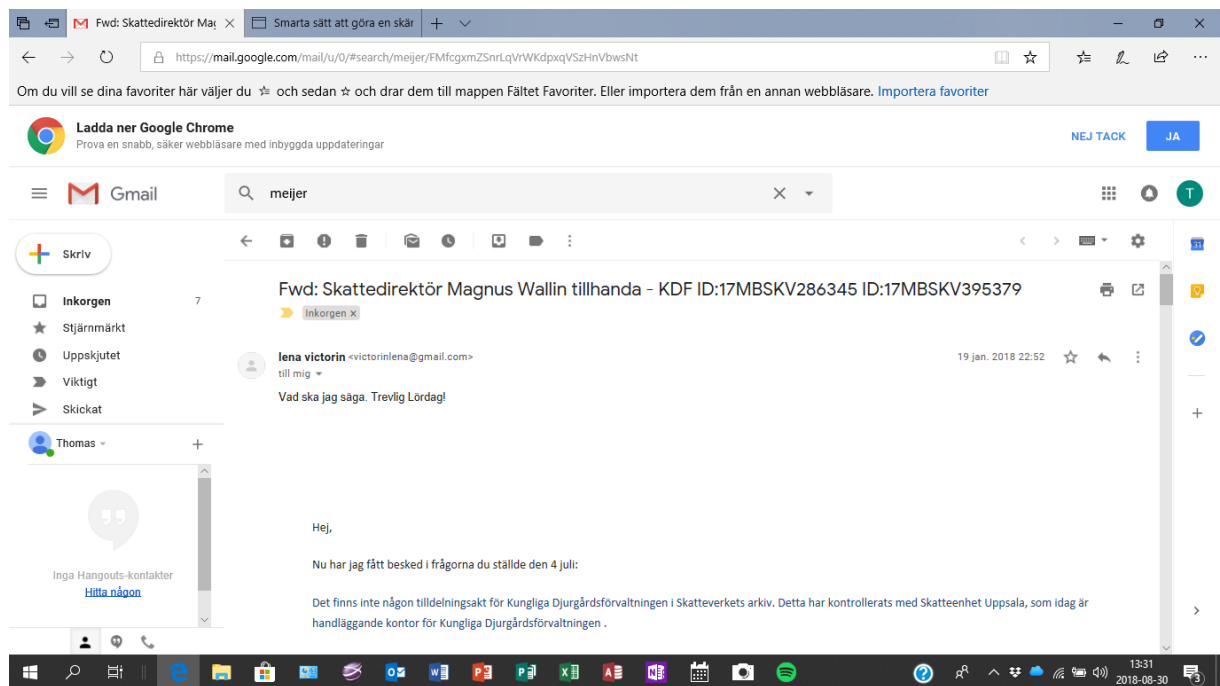 Fwd: Skattedirektör Mag
Smarta sätt att göra en skär
https://mail.google.com/mail/u/0/#search/meijer/FMfcgxmZSnrLqVrWKdpxqVSzHnVbwsNt
Om du vill se dina favoriter här väljer du och sedan och drar dem till mappen Fältet Favoriter. Eller importera dem från en annan webbläsare. Importera favoriter
Ladda ner Google Chrome
Prova en snabb, säker webbläsare med inbyggda uppdateringar
NEJ TACK
JA
Gmail
meijer
T
Skriv
31
Fwd: Skattedirektör Magnus Wallin tillhanda - KDF ID:17MBSKV286345 ID:17MBSKV395379
Inkorgen x
Inkorgen 7
Stjärnmärkt
Uppskjutet
Viktigt
Skickat
lena victorin <victorinlena@gmail.com>
19 jan. 2018 22:52
till mig
Vad ska jag säga. Trevlig Lördag!
Thomas
Inga Hangouts-kontakter
Hitta någon
Hej,
Nu har jag fått besked i frågorna du ställde den 4 juli:
Det finns inte någon tilldelningsakt för Kungliga Djurgårdsförvaltningen i Skatteverkets arkiv. Detta har kontrollerats med Skatteenhet Uppsala, som idag är
handläggande kontor för Kungliga Djurgårdsförvaltningen .
13:31
2018-08-30
3